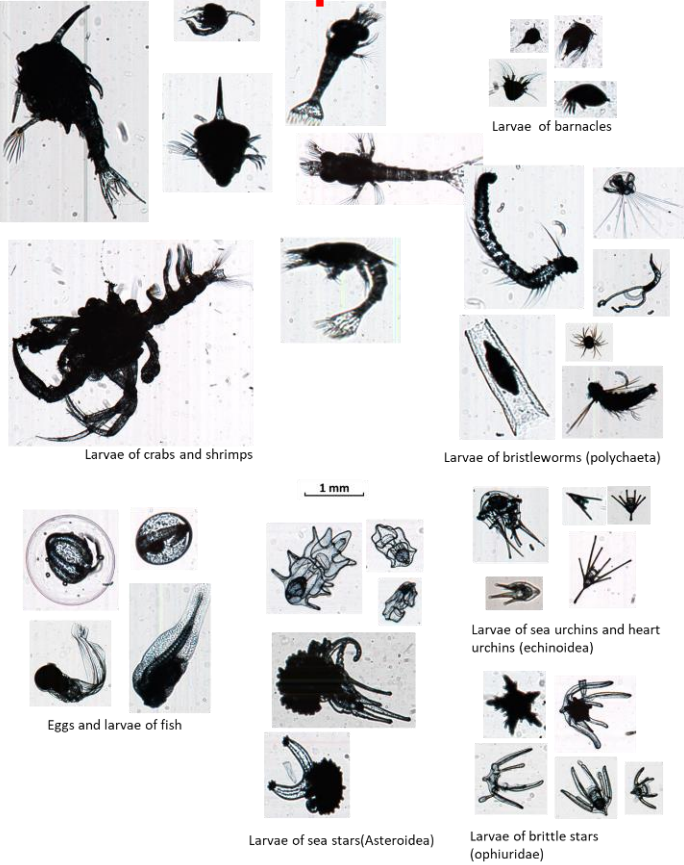 Larvae  of barnacles
Larvae of crabs and shrimps
Larvae of bristleworms (polychaeta)
1 mm
Larvae of sea urchins and heart
urchins (echinoidea)
Eggs and larvae of fish
Larvae of sea stars(Asteroidea)
Larvae of brittle stars
(ophiuridae)